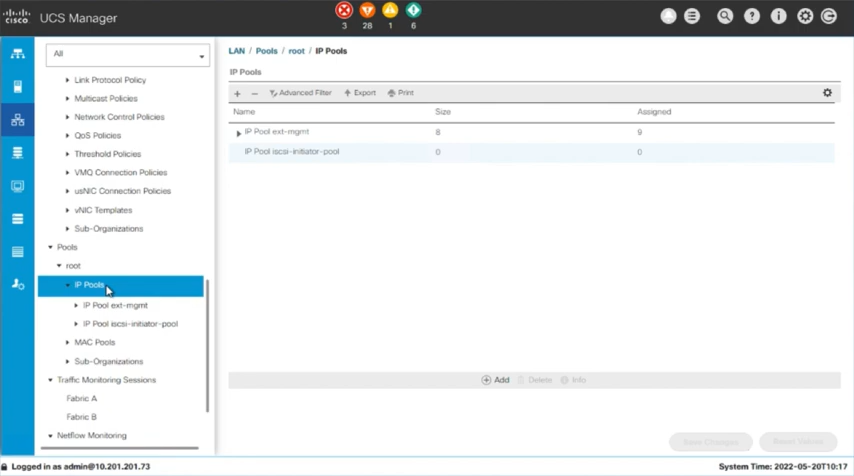 CISCO
UCS Manager
3
28
1
6
All
LAN / Pools / root / IP Pools
IP Pools
Advanced Filter
Export
Print
Name
Size
Assigned
IP Pool ext-mgmt
8
9
IP Pool iscsi-initiator-pool
0
0
Add
Delete
Info
Save Changes
Reset Values
Link Protocol Policy
Multicast Policies
Network Control Policies
QoS Policies
Threshold Policies
VMQ Connection Policies
usNIC Connection Policies
vNIC Templates
Sub-Organizations
Pools
root
IP Pools
IP Pool ext-mgmt
IP Pool iscsi-initiator-pool
MAC Pools
Sub-Organizations
Traffic Monitoring Sessions
Fabric A
Fabric B
Netflow Monitoring
Logged in as admin@10.201.201.73
System Time: 2022-05-20T10:17